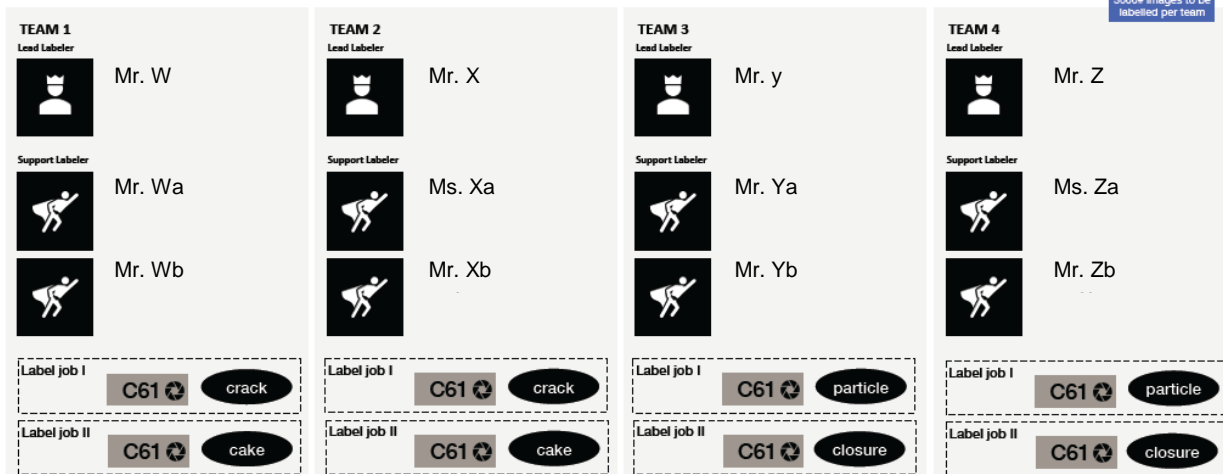 images to be
labelled per team
TEAM 1
Lead Labeler
Mr. W
Support Labeler
Mr. Wa
Mr. Wb
Label job I
C61
crack
Label job II
C61
cake
TEAM 2
Lead Labeler
Mr. X
Support Labeler
Ms. Xa
Mr. Xb
Label job I
C61
crack
Label job II
C61
cake
TEAM 3
Lead Labeler
Mr. y
Support Labeler
Mr. Ya
Mr. Yb
Label job I
C61
particle
Label job II
C61
closure
TEAM 4
Lead Labeler
Mr. Z
Support Labeler
Ms. Za
Mr. Zb
Label job I
C61
particle
Label job II
C61
closure